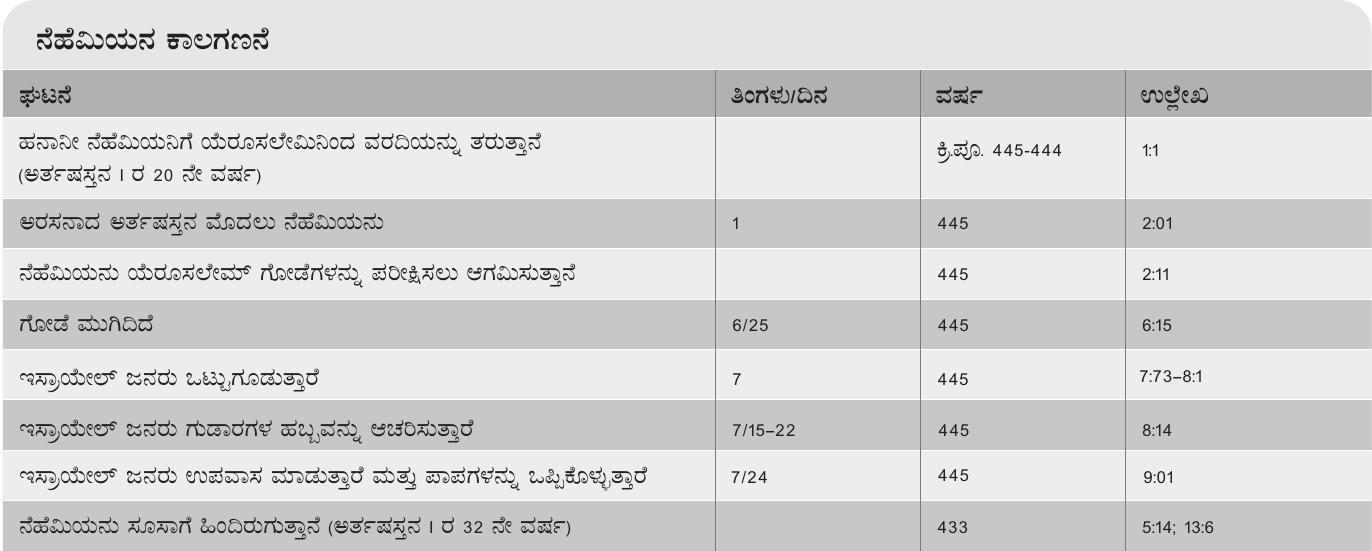 ನೆಹೆಮಿಯನ ಕಾಲಗಣನೆ
ಘಟನೆ ತಿಂಗಳು/ದಿನ ವರ್ಷ ಉಲ್ಲೇಖ
ಹನಾನೀ ನೆಹೆಮಿಯನಿಗೆ ಯೆರೂಸಲೇಮಿನಿಂದ ವರದಿಯನ್ನು ತರುತ್ತಾನೆ
(ಅರ್ತಷಸ್ತನ I ರ 20 ನೇ ವರ್ಷ) ಕ್ರಿ.ಪೂ. 445-444 1:1
ಅರಸನಾದ ಅರ್ತಷಸ್ತನ ಮೊದಲು ನೆಹೆಮಿಯನು 1 445 2:01
ನೆಹೆಮಿಯನು ಯೆರೂಸಲೇಮ್ ಗೋಡೆಗಳನ್ನು ಪರೀಕ್ಷಿಸಲು ಆಗಮಿಸುತ್ತಾನೆ 445 2:11
ಗೋಡೆ ಮುಗಿದಿದೆ 6/25 445 6:15
ಇಸ್ರಾಯೇಲ್ ಜನರು ಒಟ್ಟುಗೂಡುತ್ತಾರೆ 7 445 7:73–8:1
ಇಸ್ರಾಯೇಲ್ ಜನರು ಗುಡಾರಗಳ ಹಬ್ಬವನ್ನು ಆಚರಿಸುತ್ತಾರೆ 7/15–22 445 8:14
ಇಸ್ರಾಯೇಲ್ ಜನರು ಉಪವಾಸ ಮಾಡುತ್ತಾರೆ ಮತ್ತು ಪಾಪಗಳನ್ನು ಒಪ್ಪಿಕೊಳ್ಳುತ್ತಾರೆ 7/24 445 9:01
ನೆಹೆಮಿಯನು ಸೂಸಾಗೆ ಹಿಂದಿರುಗುತ್ತಾನೆ (ಅರ್ತಷಸ್ತನ I ರ 32 ನೇ ವರ್ಷ) 433 5:14; 13:6